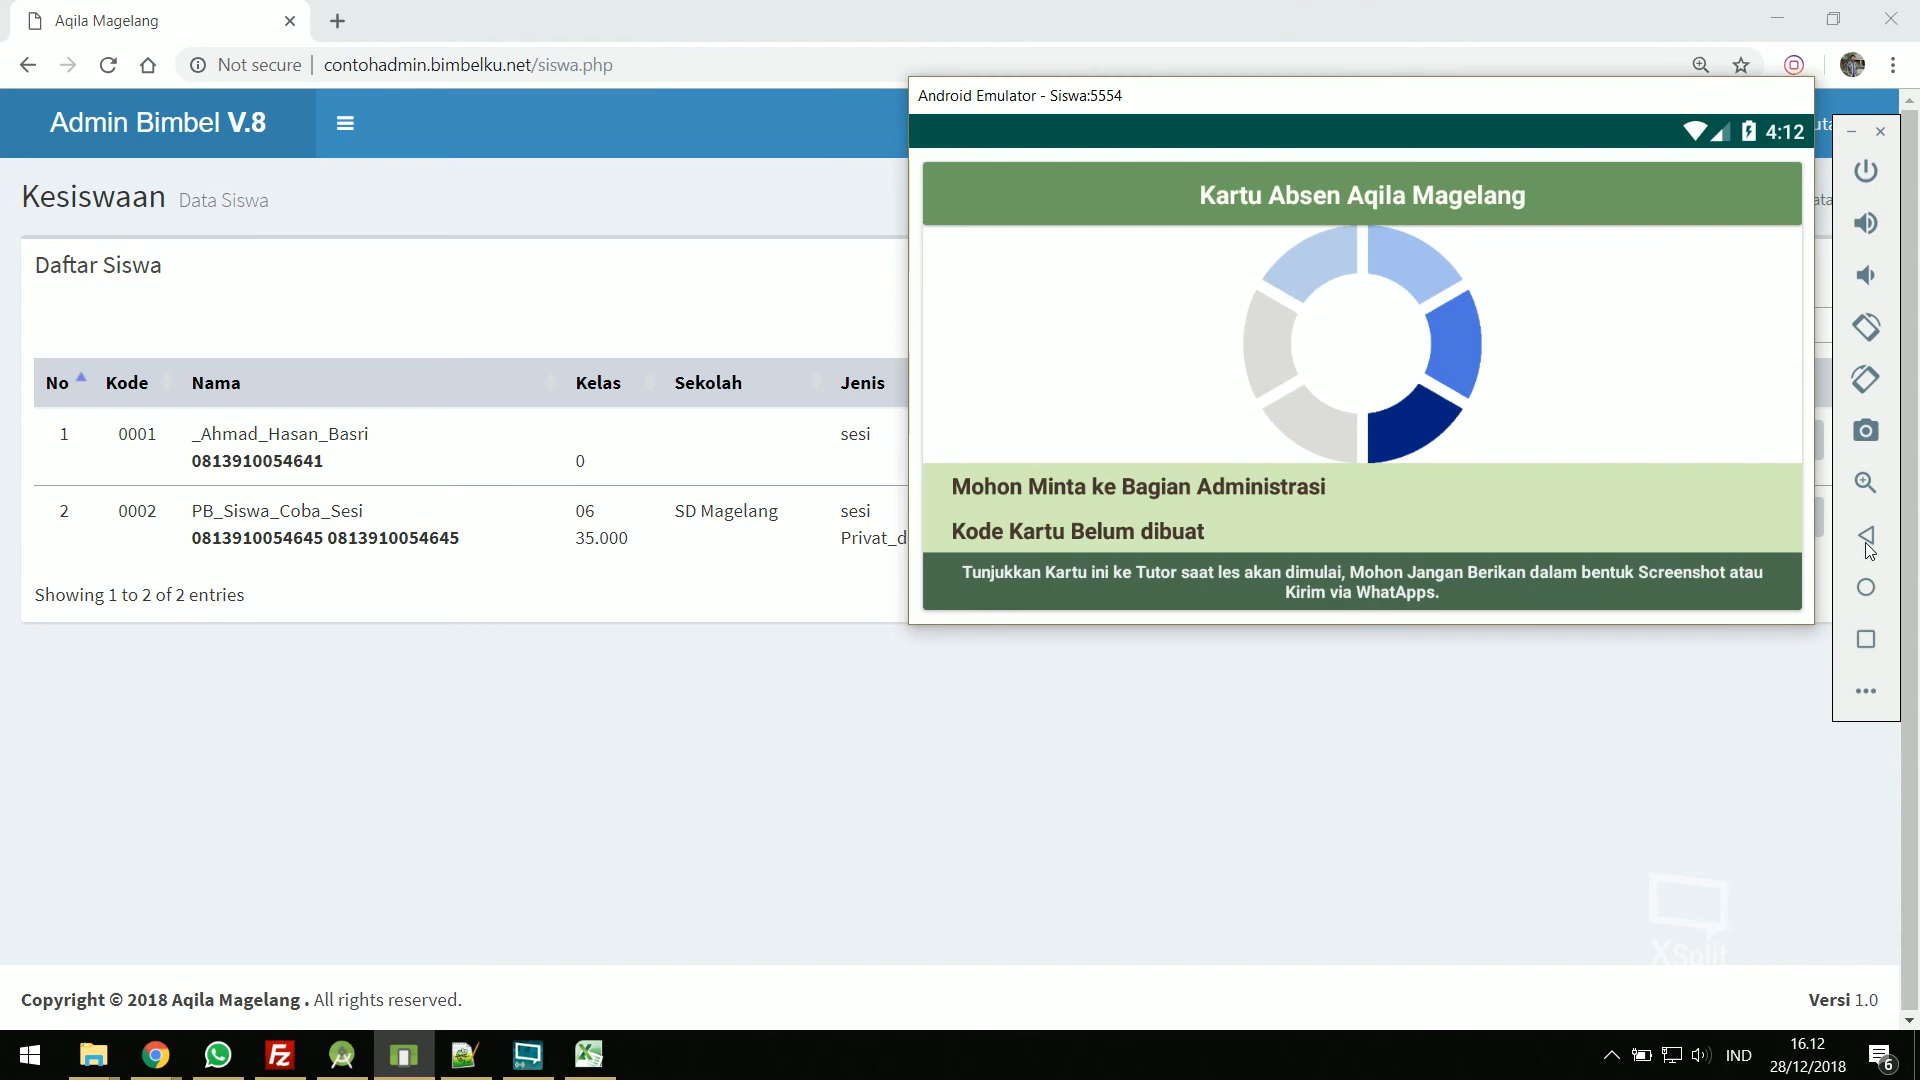 Aqila Magelang
Not secure | contohadmin.bimbelku.net/siswa.php
Admin Bimbel V.8
Kesiswaan Data Siswa
Daftar Siswa
No Kode Nama Kelas Sekolah Jenis
1 0001 _Ahmad_Hasan_Basri sesi
0813910054641 0
2 0002 PB_Siswa_Coba_Sesi 06 SD Magelang sesi
0813910054645 0813910054645 35.000 Privat_d
Showing 1 to 2 of 2 entries
Android Emulator - Siswa:5554
4:12
Kartu Absen Aqila Magelang
Mohon Minta ke Bagian Administrasi
Kode Kartu Belum dibuat
Tunjukkan Kartu ini ke Tutor saat les akan dimulai, Mohon Jangan Berikan dalam bentuk Screenshot atau
Kirim via WhatApps.
XSplit
Copyright © 2018 Aqila Magelang . All rights reserved.
Versi 1.0
IND
16.12
28/12/2018
6